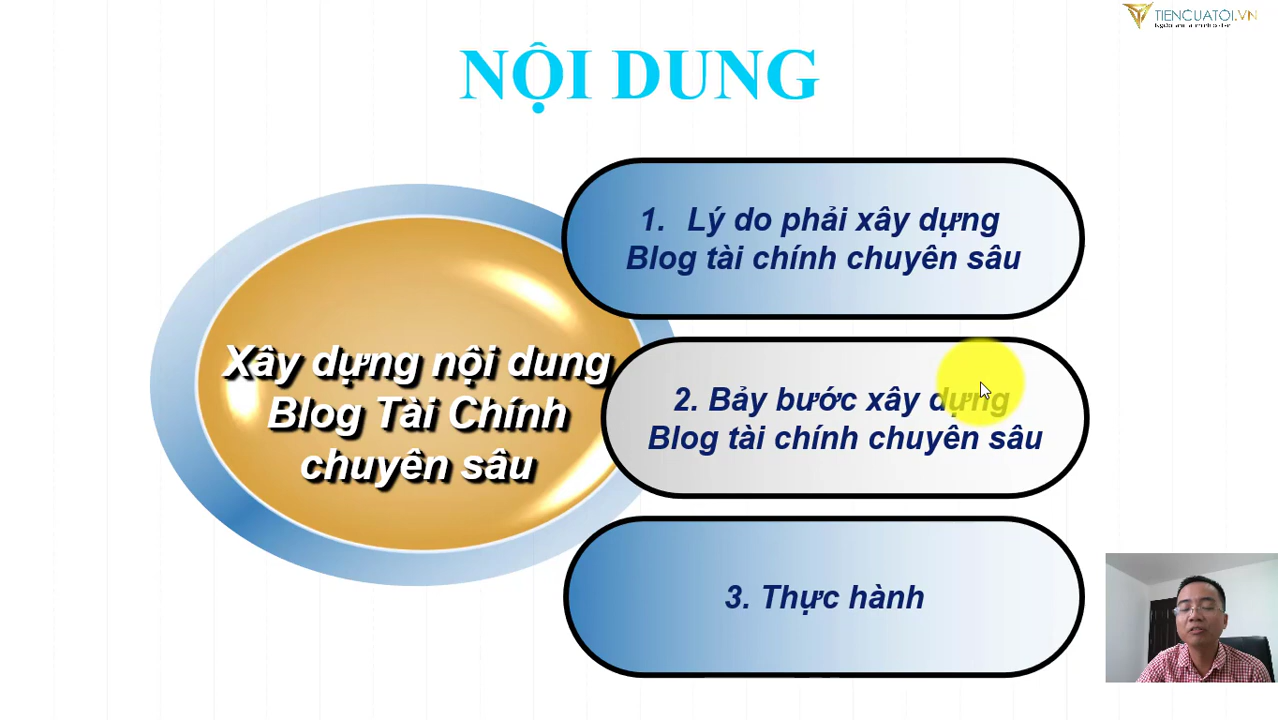 TIENCUATOI.VN
NỘI DUNG
1. Lý do phải xây dựng
Blog tài chính chuyên sâu
Xây dựng nội dung
Blog Tài Chính
chuyên sâu
2. Bảy bước xây dựng
Blog tài chính chuyên sâu
3. Thực hành